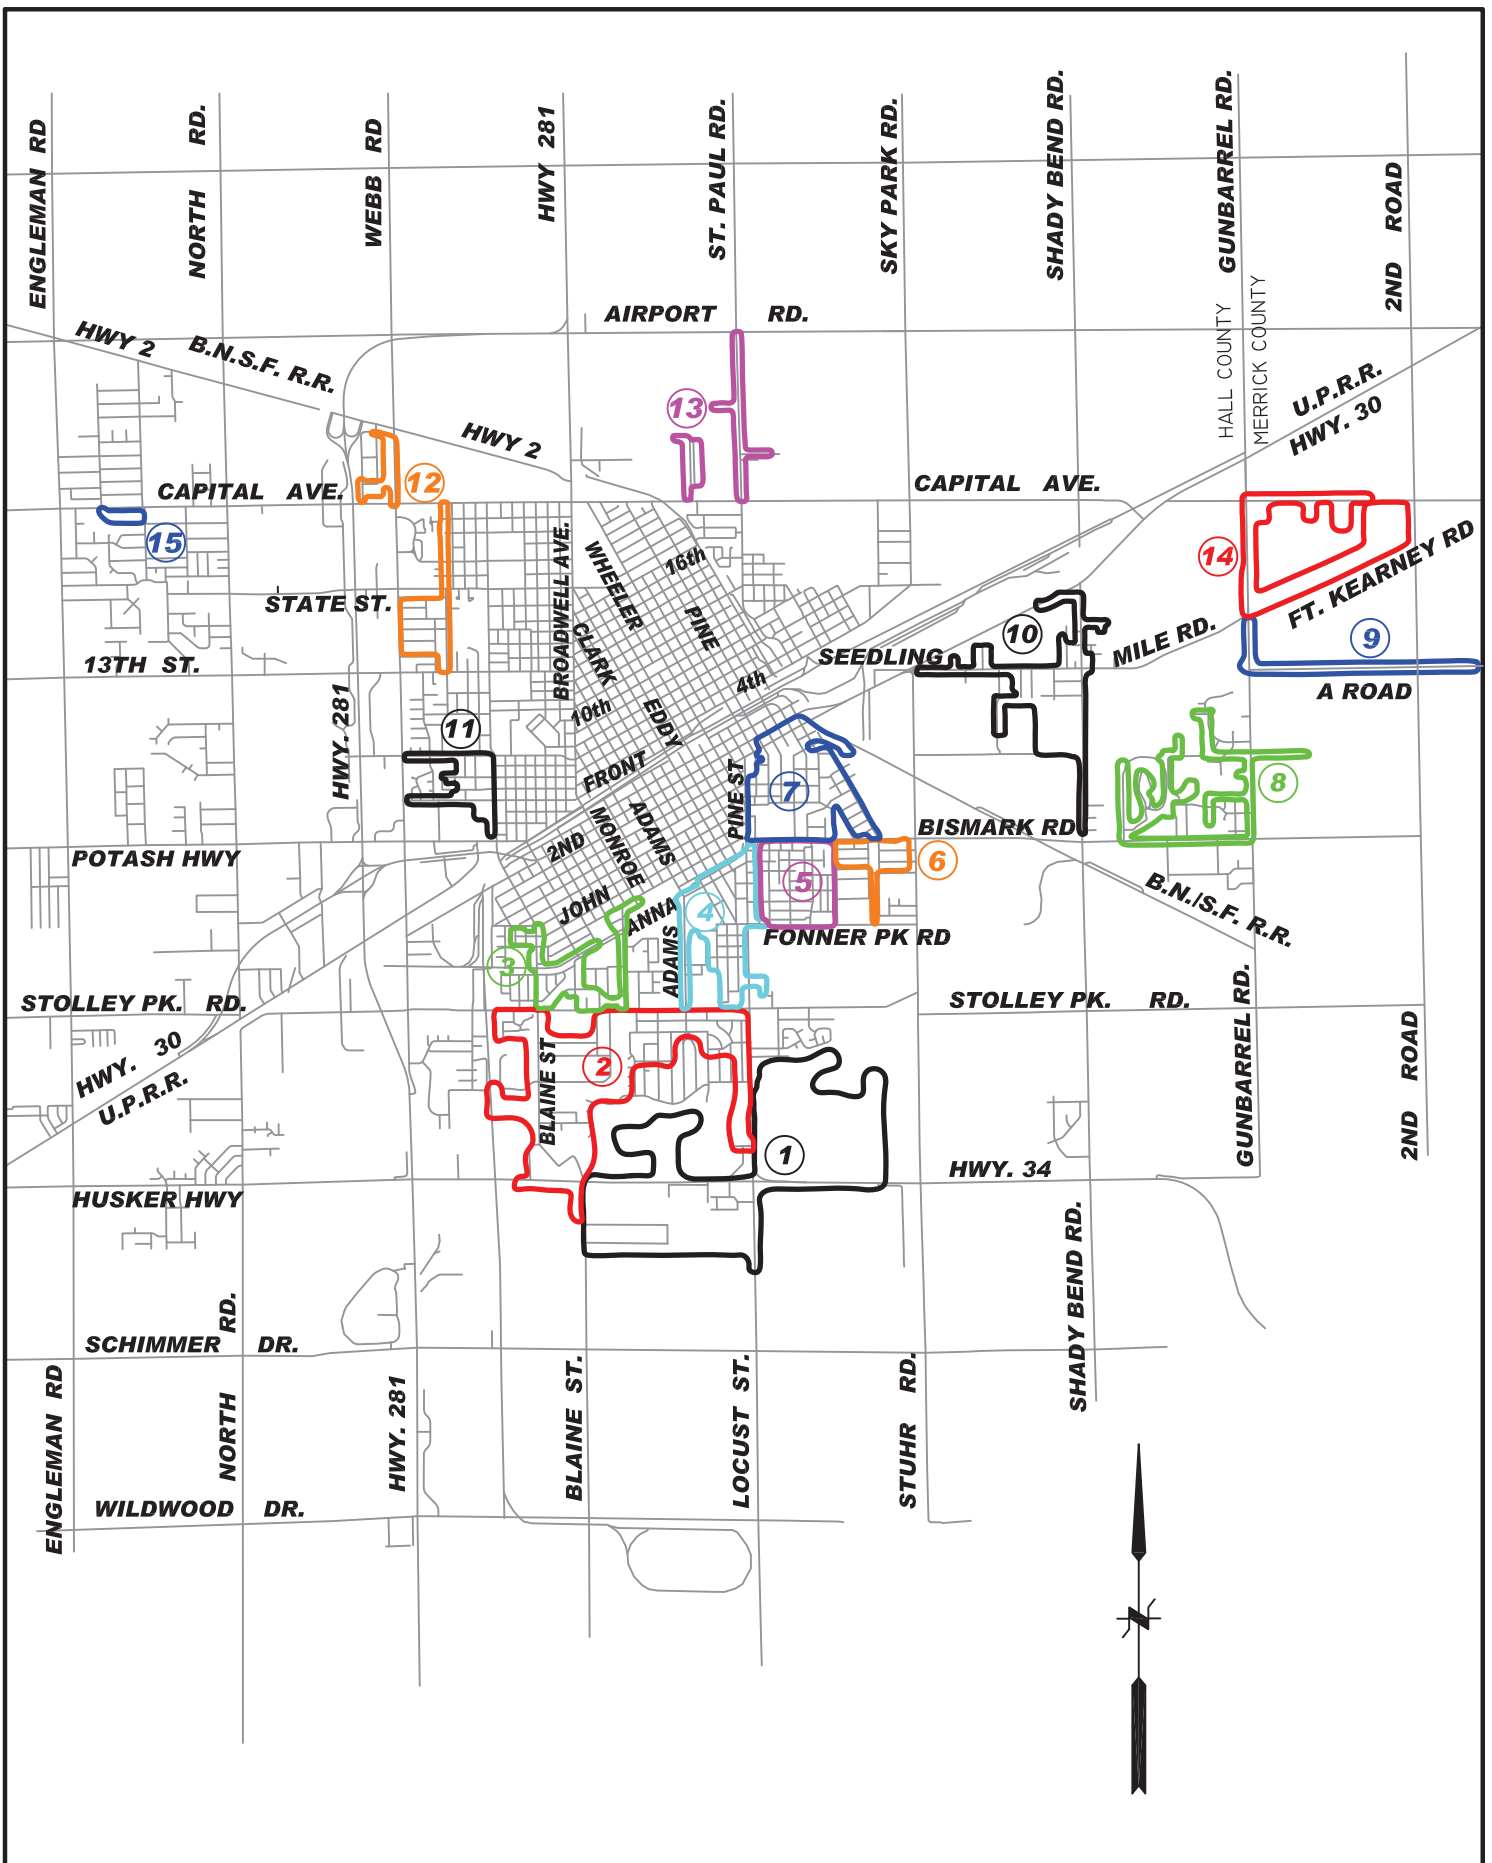 ENGLEMAN RD
NORTH RD.
WEBB RD
HWY 281
ST. PAUL RD.
SKY PARK RD.
SHADY BEND RD.
GUNBARREL RD.
2ND ROAD
HALL COUNTY
MERRICK COUNTY
AIRPORT RD.
HWY 2
B.N.S.F. R.R.
HWY 2
U.P.R.R.
HWY. 30
13
12
CAPITAL AVE.
CAPITAL AVE.
15
14
FT. KEARNEY RD
BROADWELL AVE.
WHEELER
16th
PINE
STATE ST.
CLARK
10
MILE RD.
9
13TH ST.
SEEDLING
4th
A ROAD
HWY. 281
10th
EDDY
11
FRONT
PINE ST
7
8
2ND
MONROE
ADAMS
BISMARK RD
POTASH HWY
6
5
JOHN
ANNA
4
B.N./S.F. R.R.
FONNER PK RD
3
ADAMS
STOLLEY PK. RD.
STOLLEY PK. RD.
GUNBARREL RD.
2ND ROAD
HWY. 30
U.P.R.R.
BLAINE ST
2
1
HWY. 34
HUSKER HWY
SHADY BEND RD.
SCHIMMER DR.
ENGLEMAN RD
NORTH RD.
HWY. 281
BLAINE ST.
LOCUST ST.
STUHR RD.
WILDWOOD DR.
N